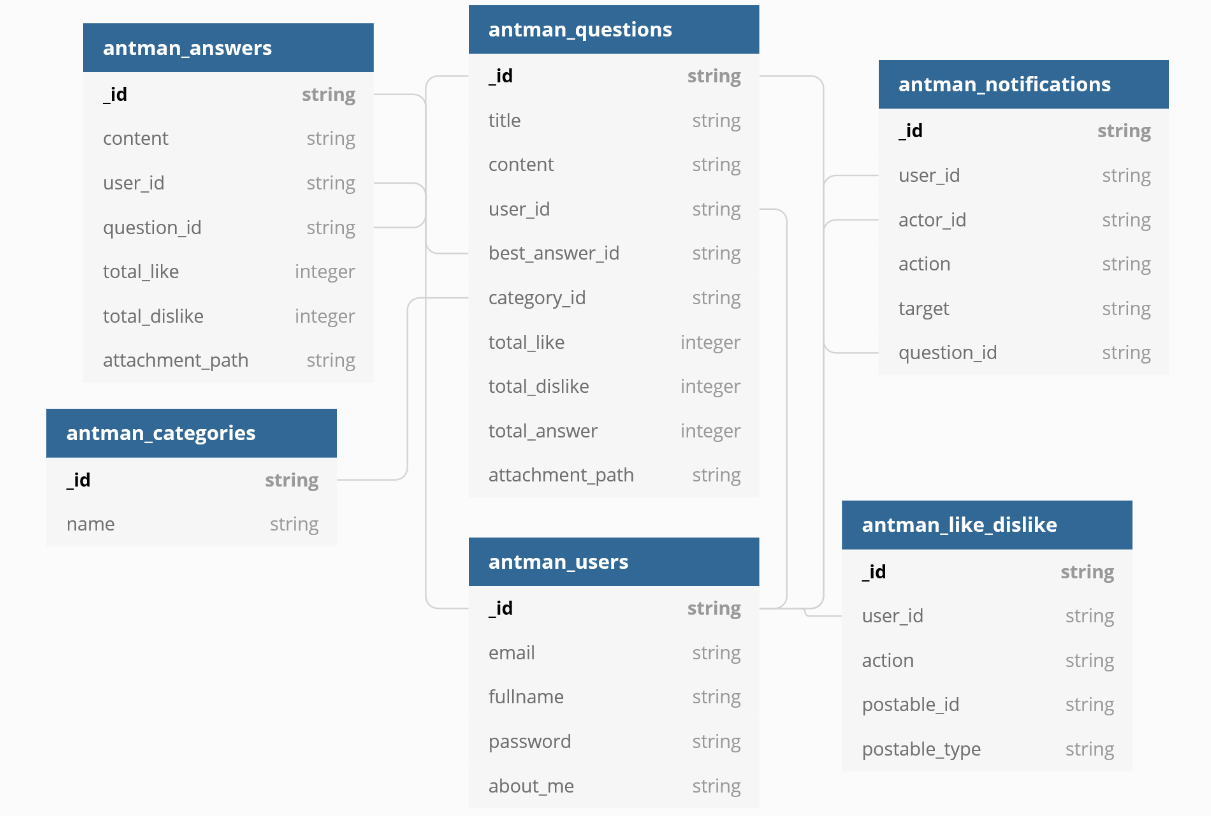 antman_answers
_id string
content string
user_id string
question_id string
total_like integer
total_dislike integer
attachment_path string
antman_categories
_id string
name string
antman_questions
_id string
title string
content string
user_id string
best_answer_id string
category_id string
total_like integer
total_dislike integer
total_answer integer
attachment_path string
antman_users
_id string
email string
fullname string
password string
about_me string
antman_notifications
_id string
user_id string
actor_id string
action string
target string
question_id string
antman_like_dislike
_id string
user_id string
action string
postable_id string
postable_type string